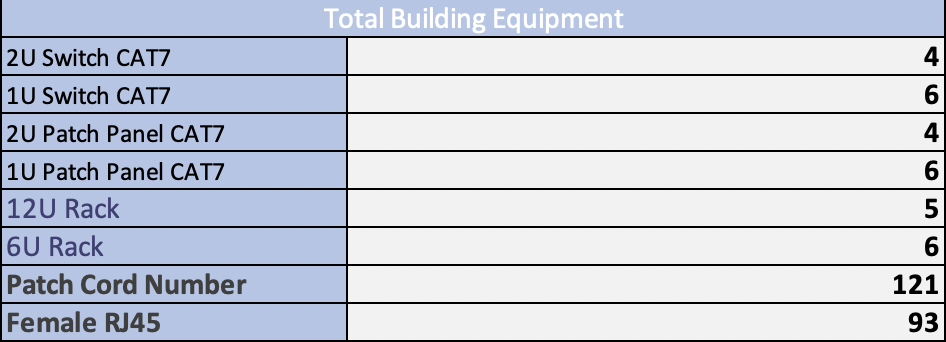 Total Building Equipment
2U Switch CAT7 4
1U Switch CAT7 6
2U Patch Panel CAT7 4
1U Patch Panel CAT7 6
12U Rack 5
6U Rack 6
Patch Cord Number 121
Female RJ45 93